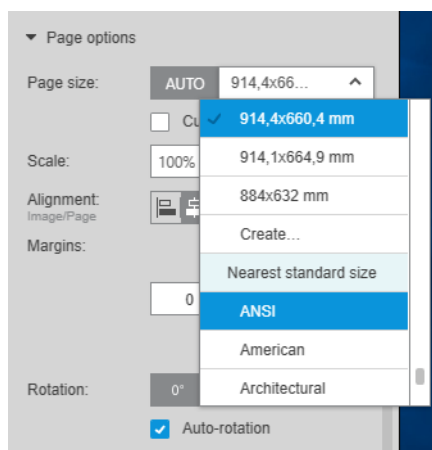 Page options
Page size: AUTO 914,4x66...
Cu 914,4x660,4 mm
914,1x664,9 mm
Scale: 100% 884x632 mm
Alignment:
Image/Page
Create...
Margins:
Nearest standard size
0 ANSI
American
Rotation: 0° Architectural
Auto-rotation